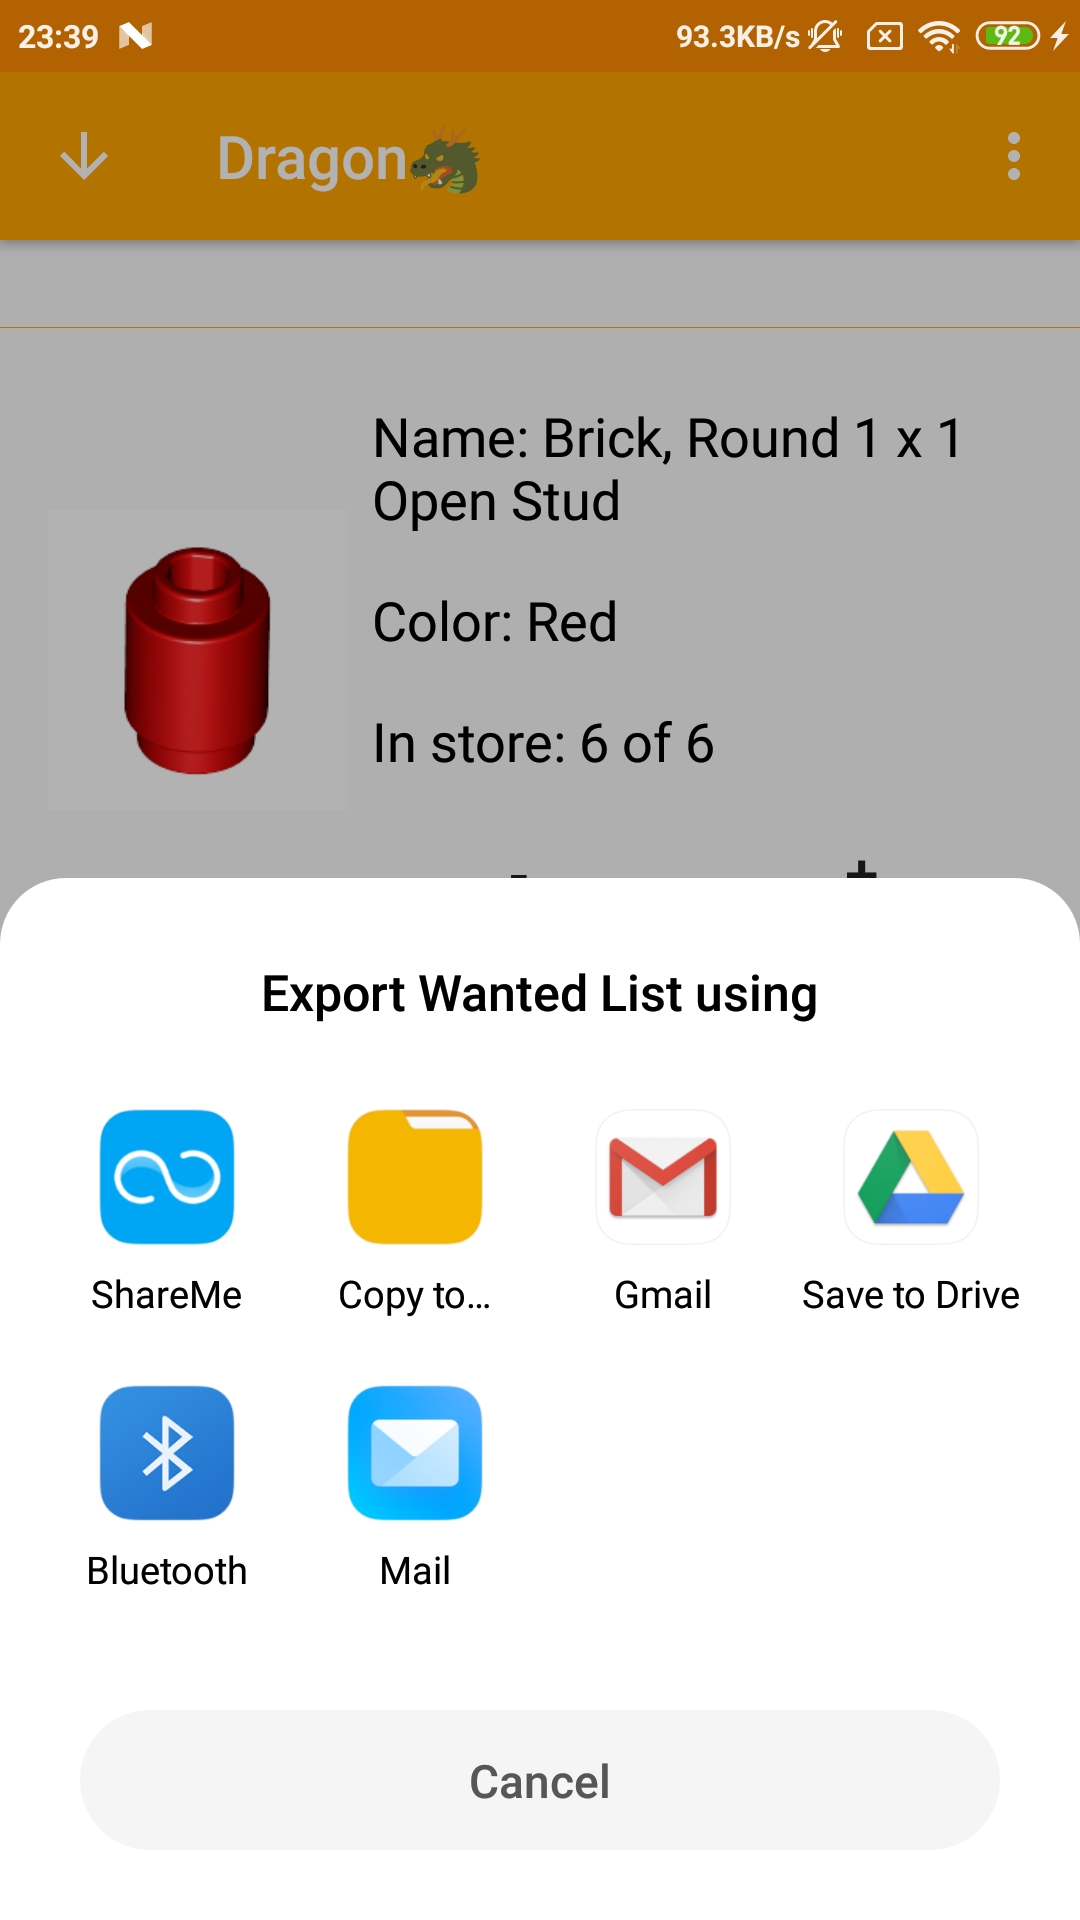 23:39
93.3KB/s
92
Dragon🐉
Name: Brick, Round 1 x 1
Open Stud
Color: Red
In store: 6 of 6
- +
Export Wanted List using
ShareMe
Copy to...
Gmail
Save to Drive
Bluetooth
Mail
Cancel